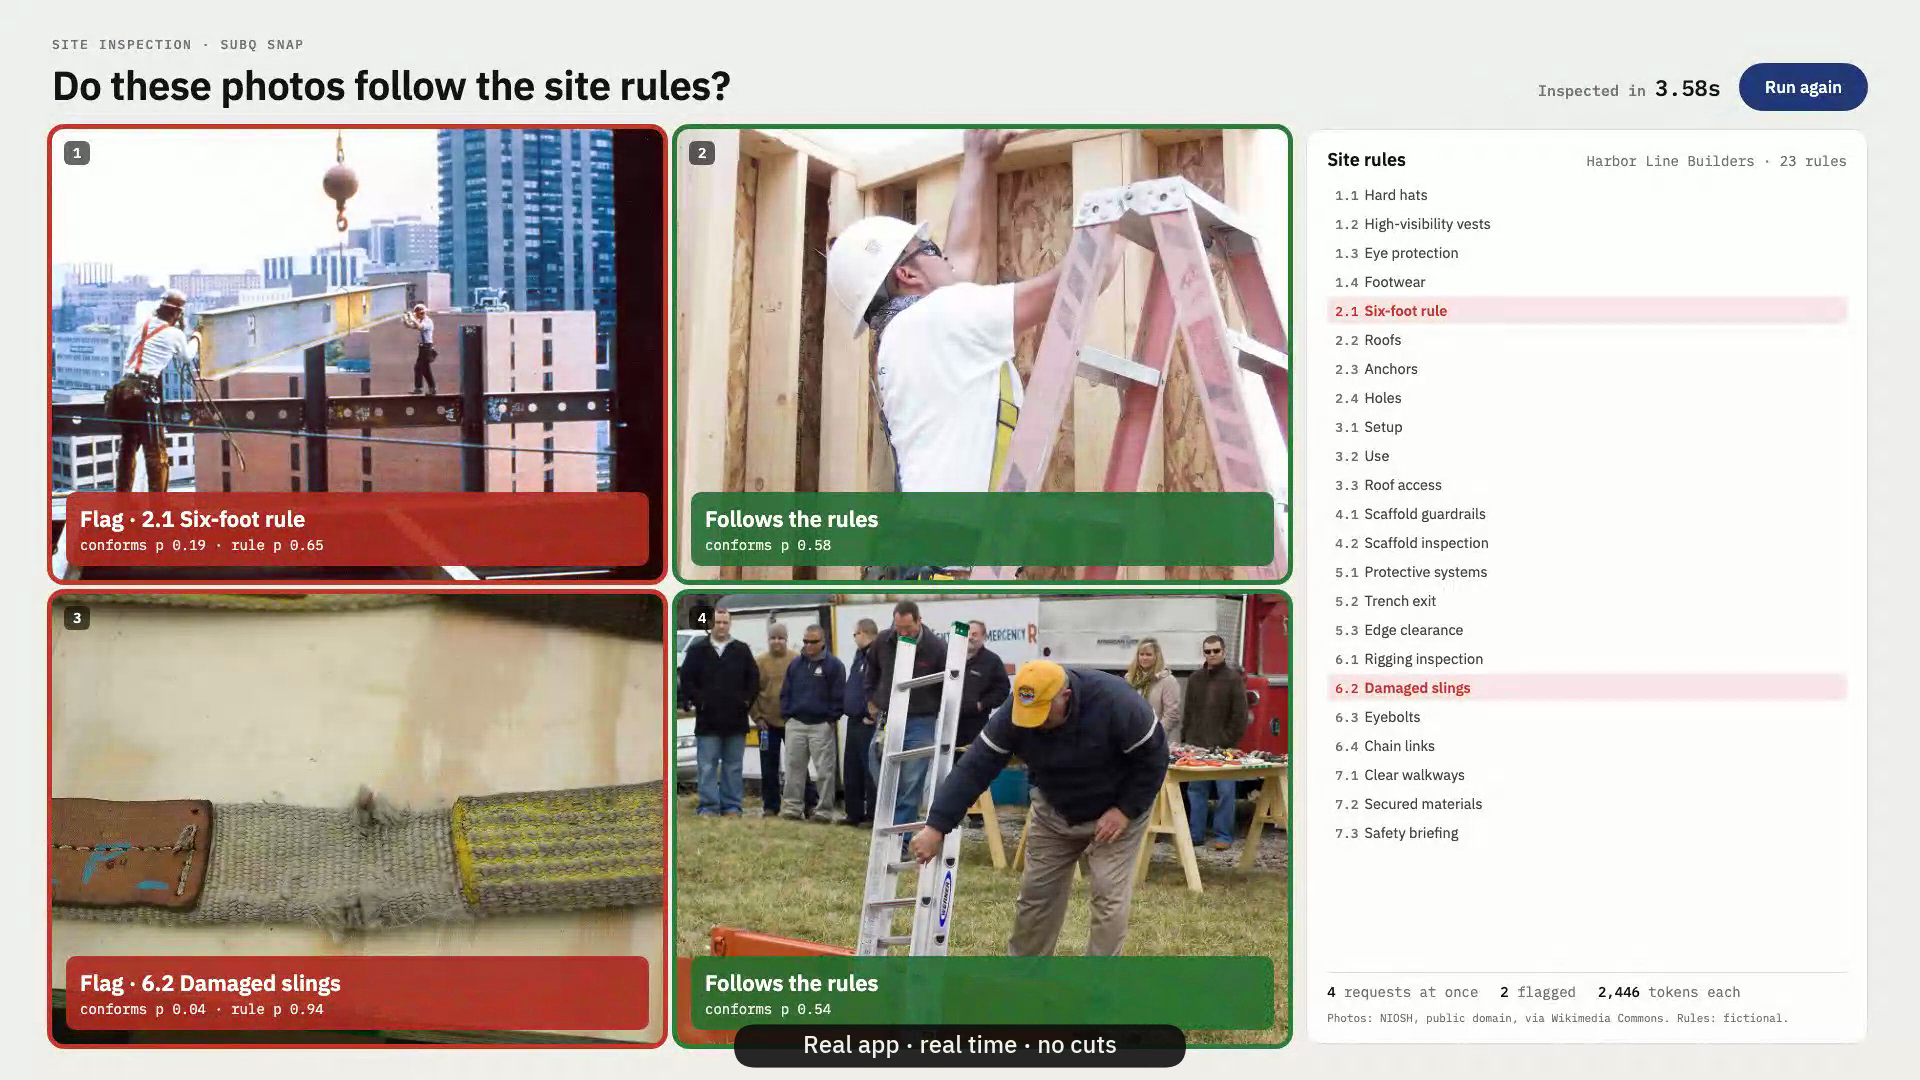 SITE INSPECTION · SUBQ SNAP
Do these photos follow the site rules?
Inspected in 3.58s
Run again
1
Flag · 2.1 Six-foot rule
conforms p 0.19 · rule p 0.65
2
Follows the rules
conforms p 0.58
3
Flag · 6.2 Damaged slings
conforms p 0.04 · rule p 0.94
4
MERGENCY R
WERNER
Follows the rules
conforms p 0.54
Site rules
Harbor Line Builders · 23 rules
1.1 Hard hats
1.2 High-visibility vests
1.3 Eye protection
1.4 Footwear
2.1 Six-foot rule
2.2 Roofs
2.3 Anchors
2.4 Holes
3.1 Setup
3.2 Use
3.3 Roof access
4.1 Scaffold guardrails
4.2 Scaffold inspection
5.1 Protective systems
5.2 Trench exit
5.3 Edge clearance
6.1 Rigging inspection
6.2 Damaged slings
6.3 Eyebolts
6.4 Chain links
7.1 Clear walkways
7.2 Secured materials
7.3 Safety briefing
4 requests at once 2 flagged 2,446 tokens each
Photos: NIOSH, public domain, via Wikimedia Commons. Rules: fictional.
Real app · real time · no cuts